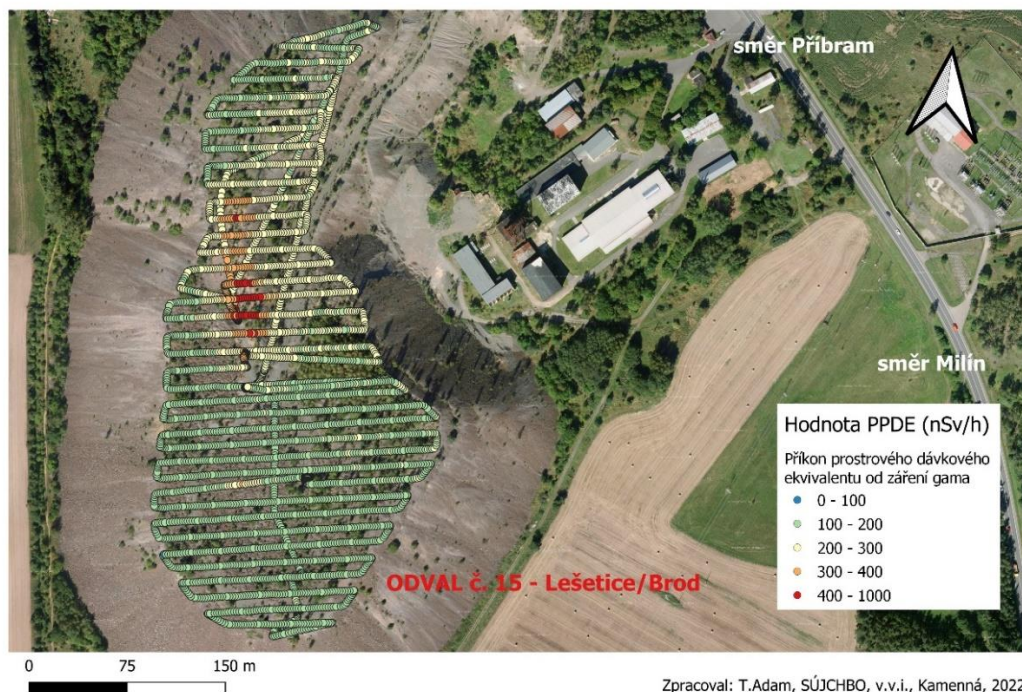 směr Příbram
směr Milín
Hodnota PPDE (nSv/h)
Příkon prostrového dávkového
ekvivalentu od záření gama
0 - 100
100 - 200
200 - 300
300 - 400
400 - 1000
ODVAL č. 15 - Lešetice/Brod
0 75 150 m
Zpracoval: T.Adam, SÚJCHBO, v.v.i., Kamenná, 2022